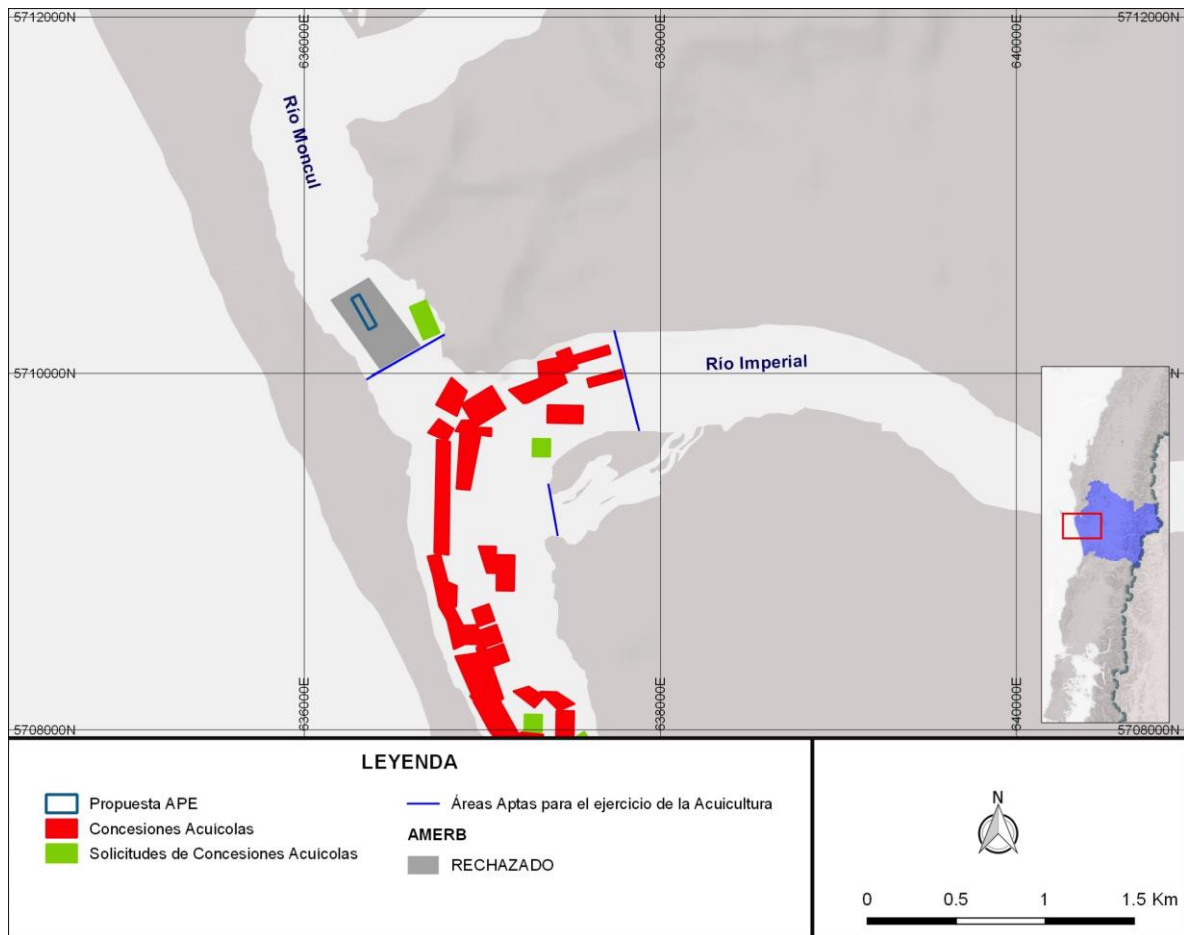 5712000N
5712000N
636000E
638000E
640000E
Río Moncul
Río Imperial
5710000N
N
636000E
638000E
640000E
5708000N
5708000N
LEYENDA
Propuesta APE
Concesiones Acuícolas
Solicitudes de Concesiones Acuícolas
Áreas Aptas para el ejercicio de la Acuicultura
AMERB
RECHAZADO
N
0 0.5 1 1.5 Km